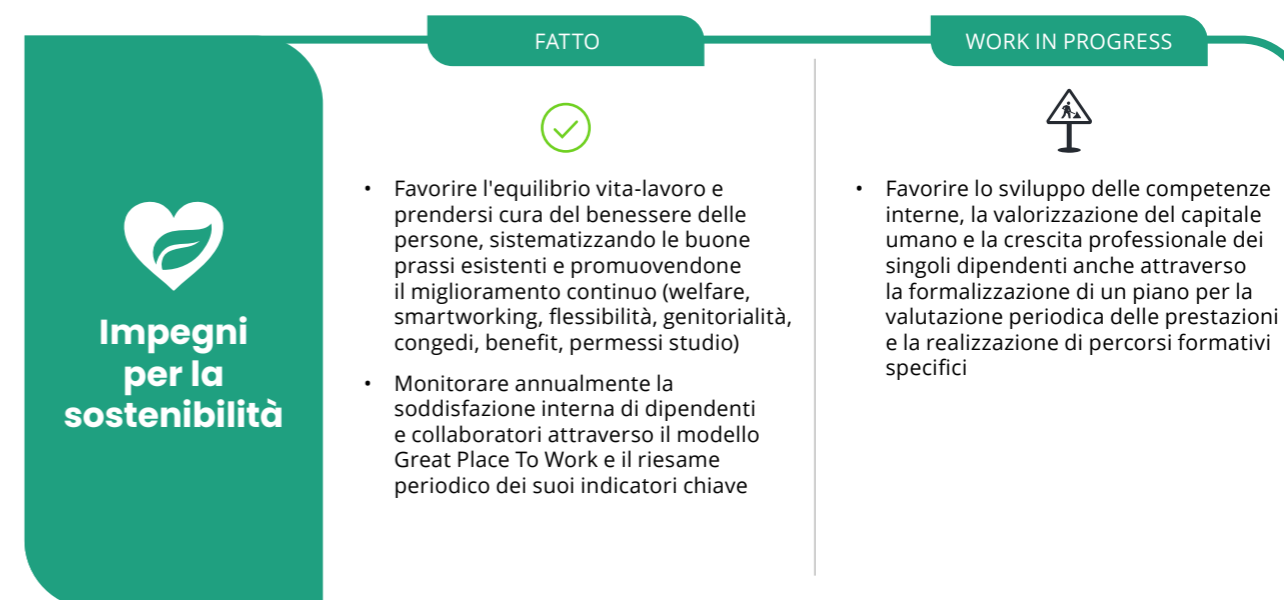 Impegni
per la
sostenibilità
FATTO
• Favorire l'equilibrio vita-lavoro e
prendersi cura del benessere delle
persone, sistematizzando le buone
prassi esistenti e promuovendone
il miglioramento continuo (welfare,
smartworking, flessibilità, genitorialità,
congedi, benefit, permessi studio)
• Monitorare annualmente la
soddisfazione interna di dipendenti
e collaboratori attraverso il modello
Great Place To Work e il riesame
periodico dei suoi indicatori chiave
WORK IN PROGRESS
• Favorire lo sviluppo delle competenze
interne, la valorizzazione del capitale
umano e la crescita professionale dei
singoli dipendenti anche attraverso
la formalizzazione di un piano per la
valutazione periodica delle prestazioni
e la realizzazione di percorsi formativi
specifici